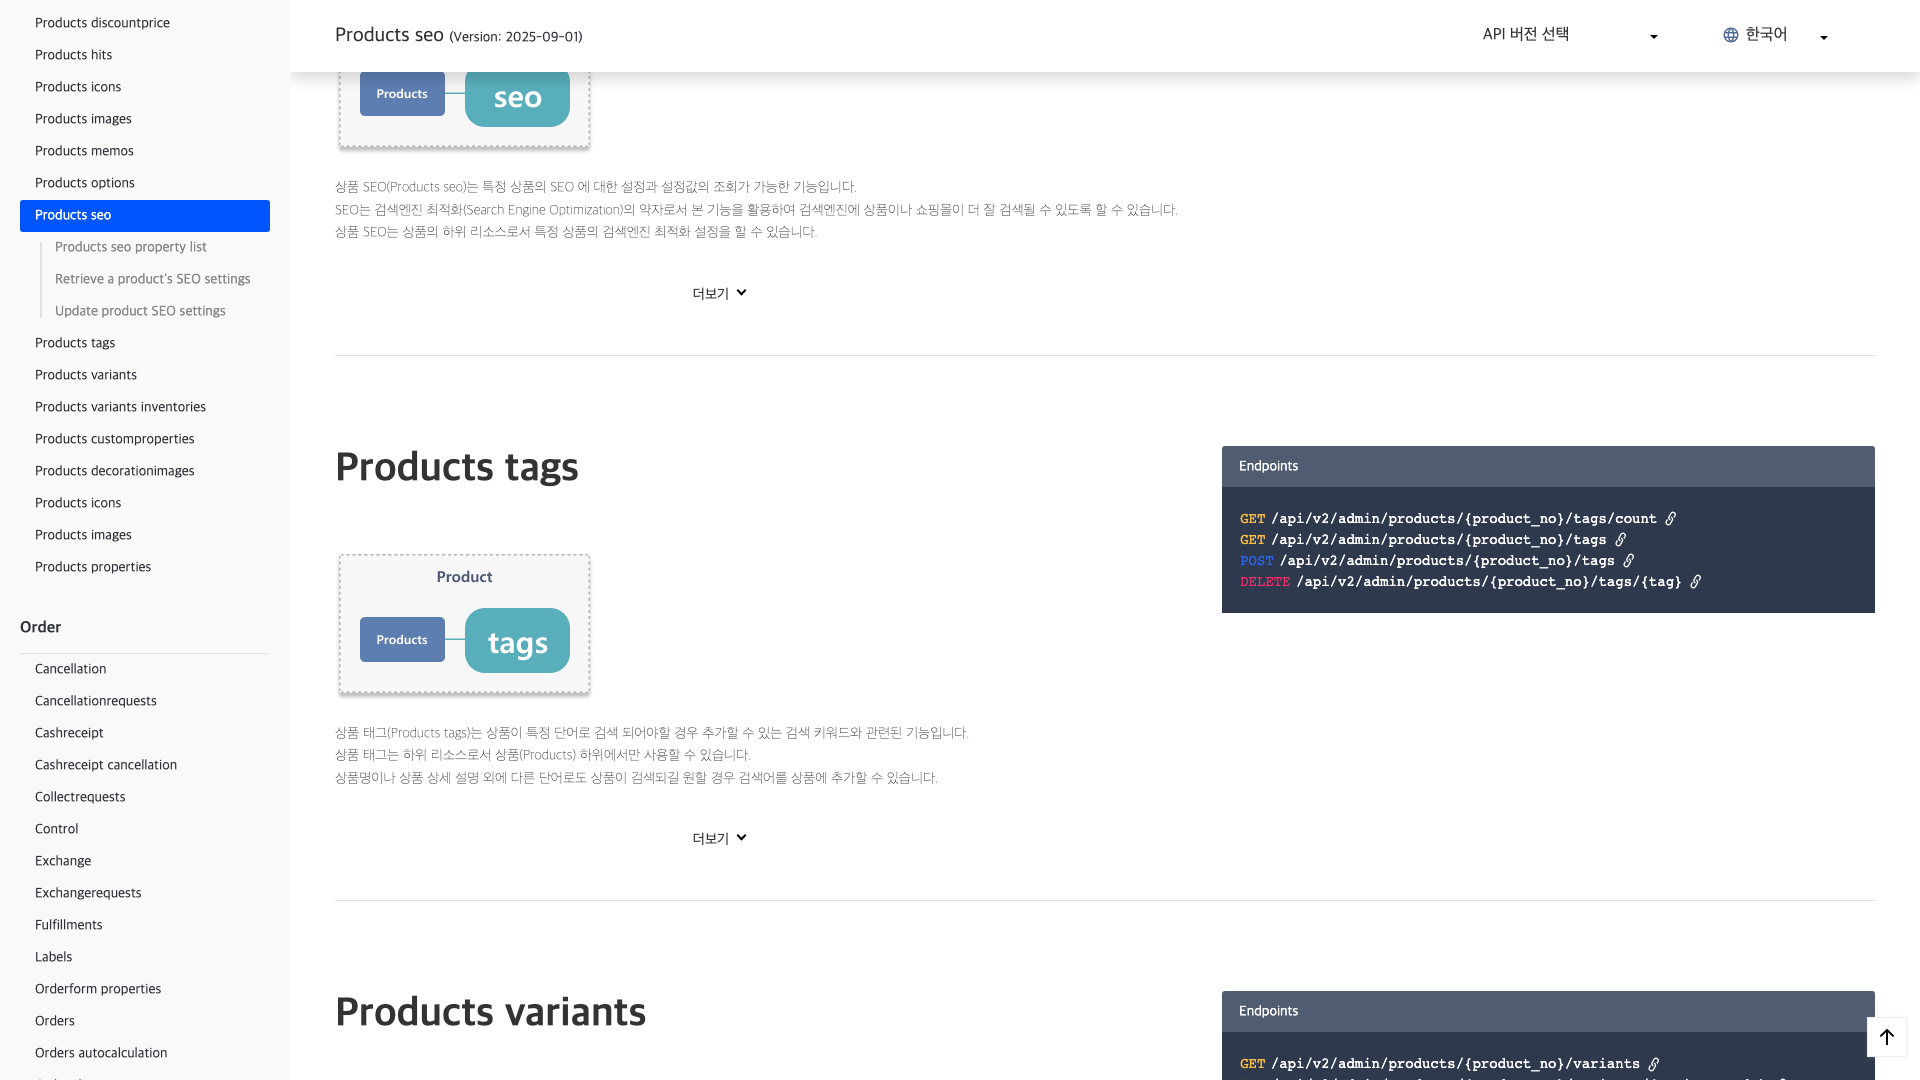 Products discountprice
Products hits
Products icons
Products images
Products memos
Products options
Products seo
Products seo property list
Retrieve a product's SEO settings
Update product SEO settings
Products tags
Products variants
Products variants inventories
Products customproperties
Products decorationimages
Products icons
Products images
Products properties
Order
Cancellation
Cancellationrequests
Cashreceipt
Cashreceipt cancellation
Collectrequests
Control
Exchange
Exchangerequests
Fulfillments
Labels
Orderform properties
Orders
Orders autocalculation
Products seo (Version: 2025-09-01)
API 버전 선택
한국어
Products
seo
상품 SEO(Products seo)는 특정 상품의 SEO 에 대한 설정과 설정값의 조회가 가능한 기능입니다.
SEO는 검색엔진 최적화(Search Engine Optimization)의 약자로서 본 기능을 활용하여 검색엔진에 상품이나 쇼핑몰이 더 잘 검색될 수 있도록 할 수 있습니다.
상품 SEO는 상품의 하위 리소스로서 특정 상품의 검색엔진 최적화 설정을 할 수 있습니다.
더보기
Products tags
Product
Products
tags
상품 태그(Products tags)는 상품이 특정 단어로 검색 되어야할 경우 추가할 수 있는 검색 키워드와 관련된 기능입니다.
상품 태그는 하위 리소스로서 상품(Products) 하위에서만 사용할 수 있습니다.
상품명이나 상품 상세 설명 외에 다른 단어로도 상품이 검색되길 원할 경우 검색어를 상품에 추가할 수 있습니다.
더보기
Endpoints
GET /api/v2/admin/products/{product_no}/tags/count
GET /api/v2/admin/products/{product_no}/tags
POST /api/v2/admin/products/{product_no}/tags
DELETE /api/v2/admin/products/{product_no}/tags/{tag}
Products variants
Endpoints
GET /api/v2/admin/products/{product_no}/variants